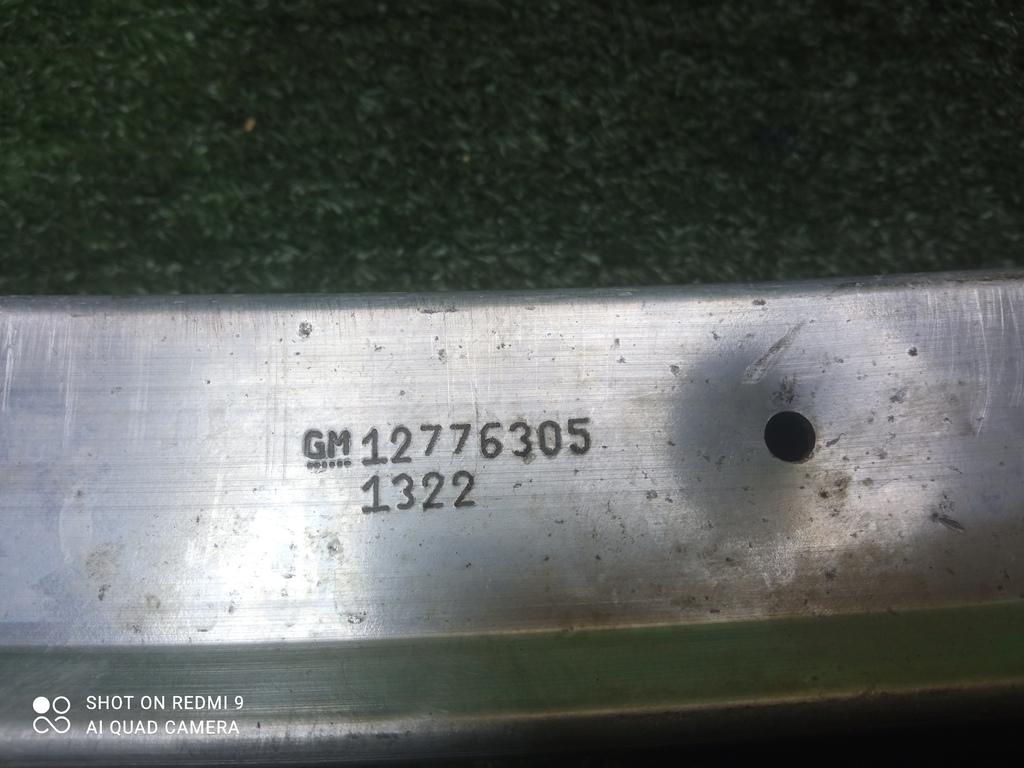 GM 12776305
1322
SHOT ON REDMI 9
AI QUAD CAMERA